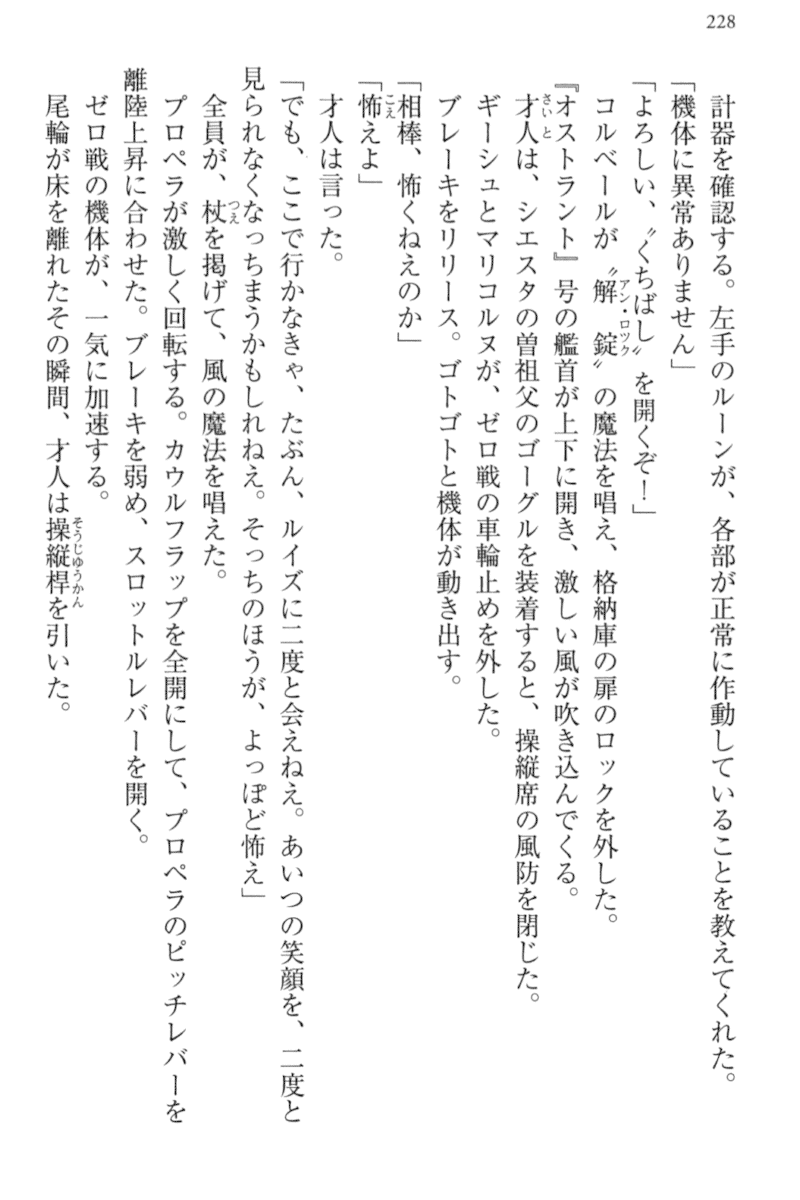 228
計器を確認する。左手のルーンが、各部が正常に作動していることを教えてくれた。
「機体に異常ありません」
「よろしい、〝くちばし〟を開くぞ！」
コルベールが〝解錠〟の魔法を唱え、格納庫の扉のロックを外した。
アン・ロック
『オストラント』号の艦首が上下に開き、激しい風が吹き込んでくる。
才人は、シエスタの曽祖父のゴーグルを装着すると、操縦席の風防を閉じた。
さいと
ギーシュとマリコルヌが、ゼロ戦の車輪止めを外した。
ブレーキをリリース。ゴトゴトと機体が動き出す。
「相棒、怖くねえのか」
「怖えよ」
こえ
才人は言った。
「でも、ここで行かなきゃ、たぶん、ルイズに二度と会えねえ。あいつの笑顔を、二度と
見られなくなっちまうかもしれねえ。そっちのほうが、よっぽど怖え」
全員が、杖を掲げて、風の魔法を唱えた。
つえ
プロペラが激しく回転する。カウルフラップを全開にして、プロペラのピッチレバーを
離陸上昇に合わせた。ブレーキを弱め、スロットルレバーを開く。
ゼロ戦の機体が、一気に加速する。
尾輪が床を離れたその瞬間、才人は操縦桿を引いた。
そうじゆうかん